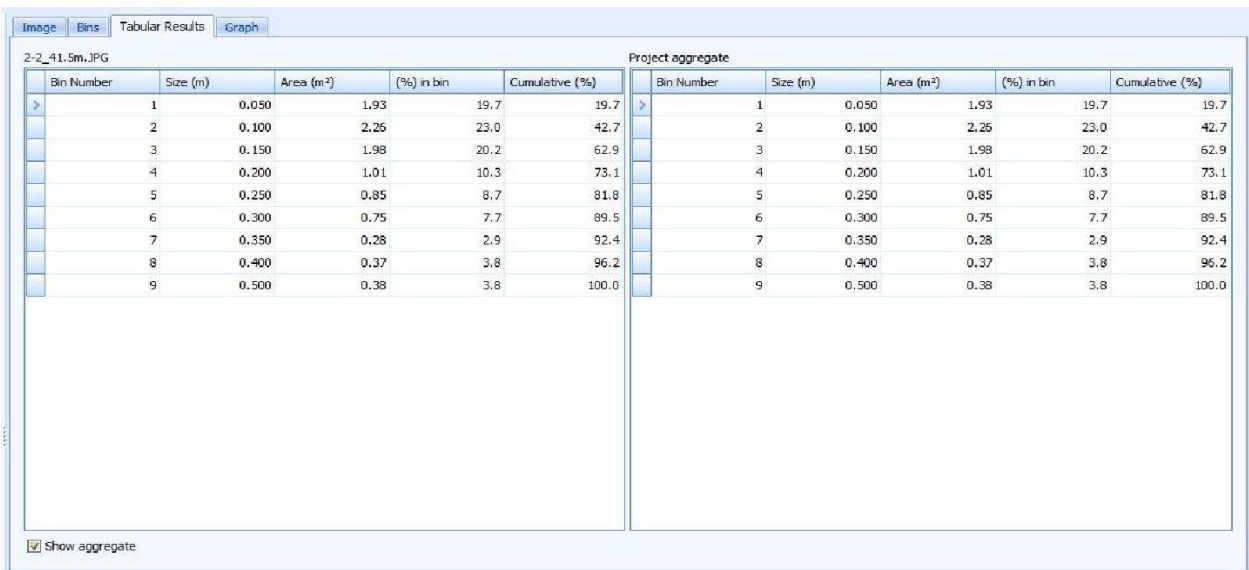 Image Bins Tabular Results Graph
2-2_41.5m.JPG Project aggregate
Bin Number Size (m) Area (m²) (%) in bin Cumulative (%) Bin Number Size (m) Area (m²) (%) in bin Cumulative (%)
1 0.050 1.93 19.7 19.7 1 0.050 1.93 19.7 19.7
2 0.100 2.26 23.0 42.7 2 0.100 2.26 23.0 42.7
3 0.150 1.98 20.2 62.9 3 0.150 1.98 20.2 62.9
4 0.200 1.01 10.3 73.1 4 0.200 1.01 10.3 73.1
5 0.250 0.85 8.7 81.8 5 0.250 0.85 8.7 81.8
6 0.300 0.75 7.7 89.5 6 0.300 0.75 7.7 89.5
7 0.350 0.28 2.9 92.4 7 0.350 0.28 2.9 92.4
8 0.400 0.37 3.8 96.2 8 0.400 0.37 3.8 96.2
9 0.500 0.38 3.8 100.0 9 0.500 0.38 3.8 100.0
Show aggregate